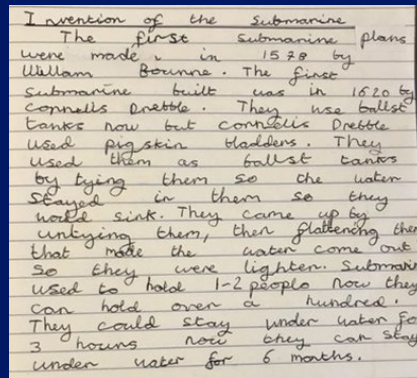 Invention of the Submarine
The first submarine plans
were made in 1578 by
William Bourne. The first
submarine built was in 1620 by
Connelis Drebble. They use ballst
tanks now but connelis Drebble
used pigskin bladders. They
used them as ballst tanks
by tying them so the water
stayed in them so they
would sink. They came up by
untying them, then flattening them
that made the water come out
so they were lighten. Submarin
used to hold 1-2 people now they
can hold over a hundred.
They could stay under water fo
3 hours now they can stay
under water for 6 months.